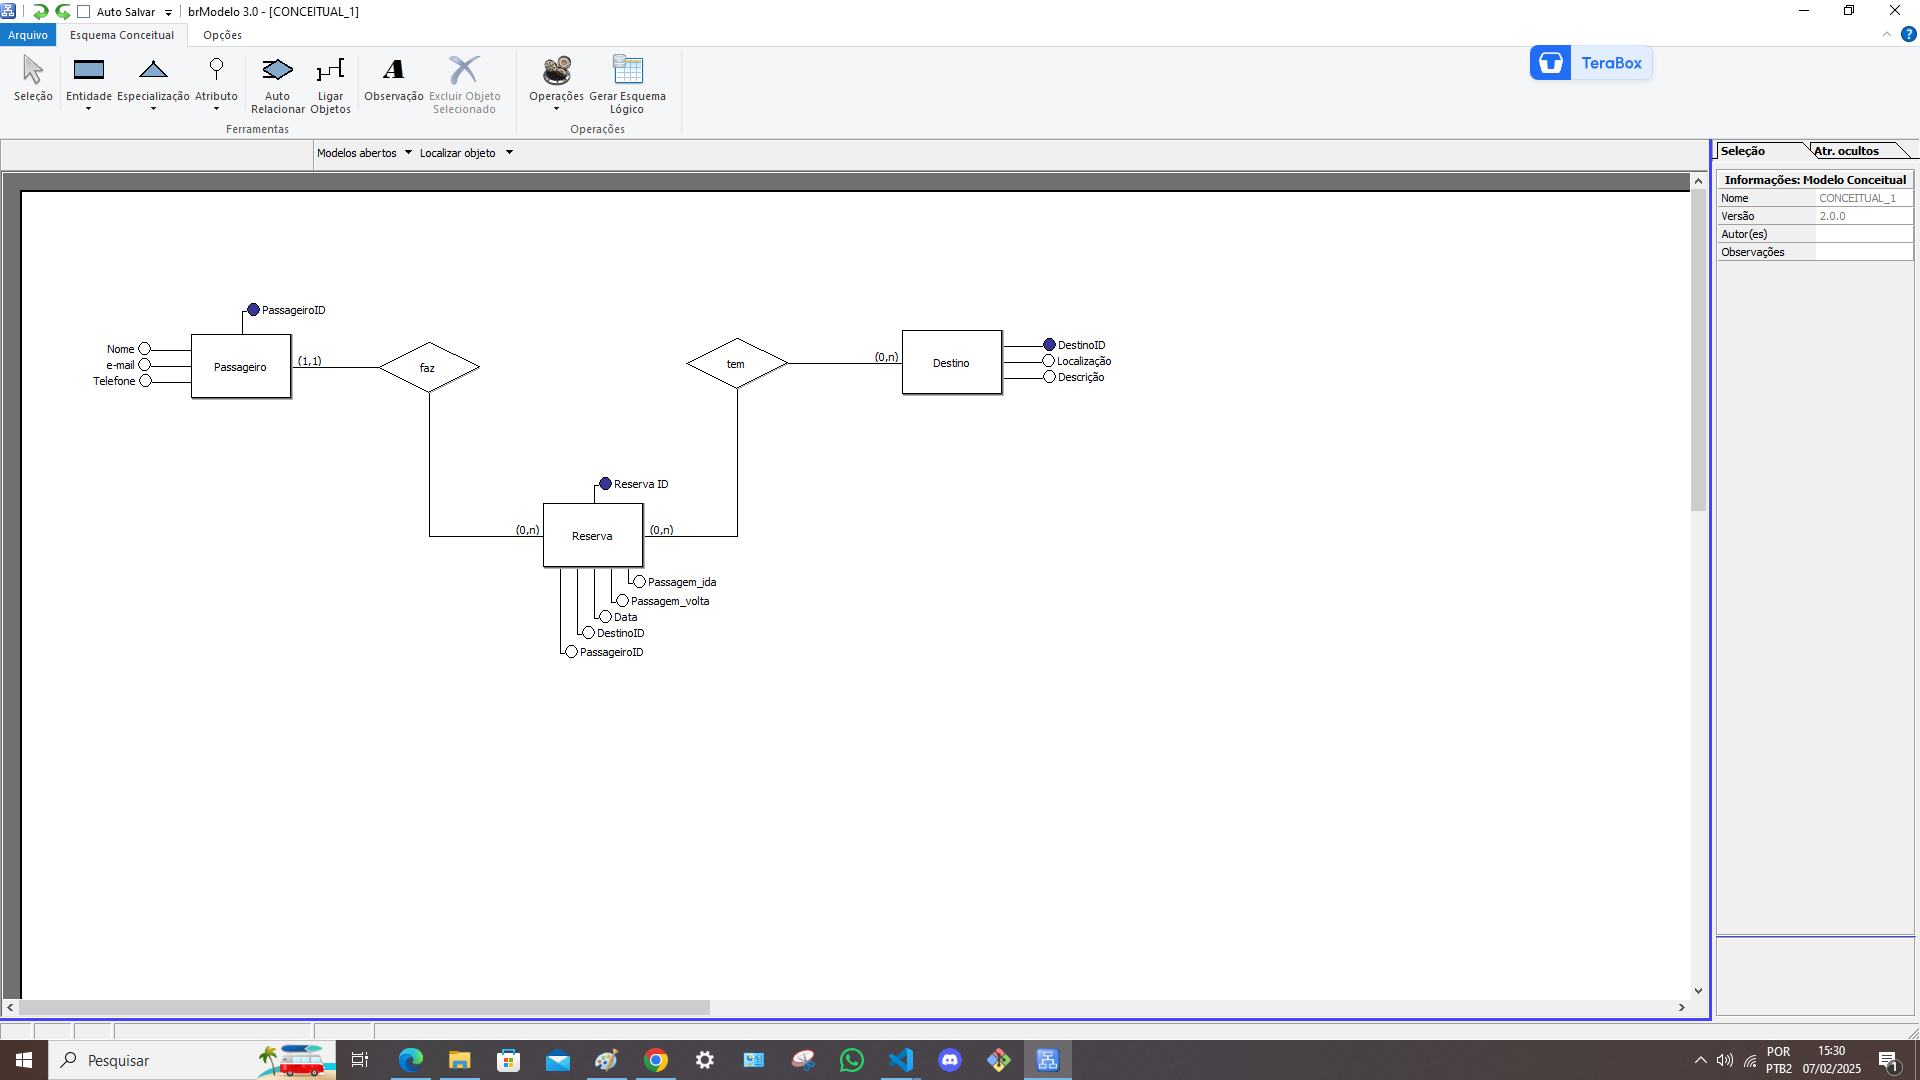 Auto Salvar
brModelo 3.0 - [CONCEITUAL_1]
Arquivo
Esquema Conceitual
Opções
?
Seleção
Entidade
Especialização
Atributo
Auto Relacionar
Ligar Objetos
A
Observação
Excluir Objeto Selecionado
Operações
Gerar Esquema Lógico
Ferramentas
Operações
TeraBox
Modelos abertos
Localizar objeto
Seleção
Atr. ocultos
Informações: Modelo Conceitual
Nome CONCEITUAL_1
Versão 2.0.0
Autor(es)
Observações
PassageiroID
Nome
e-mail
Telefone
Passageiro
(1,1)
faz
tem
(0,n)
Destino
DestinoID
Localização
Descrição
Reserva ID
(0,n)
Reserva
(0,n)
Passagem_ida
Passagem_volta
Data
DestinoID
PassageiroID
Pesquisar
POR
PTB2
15:30
07/02/2025
1